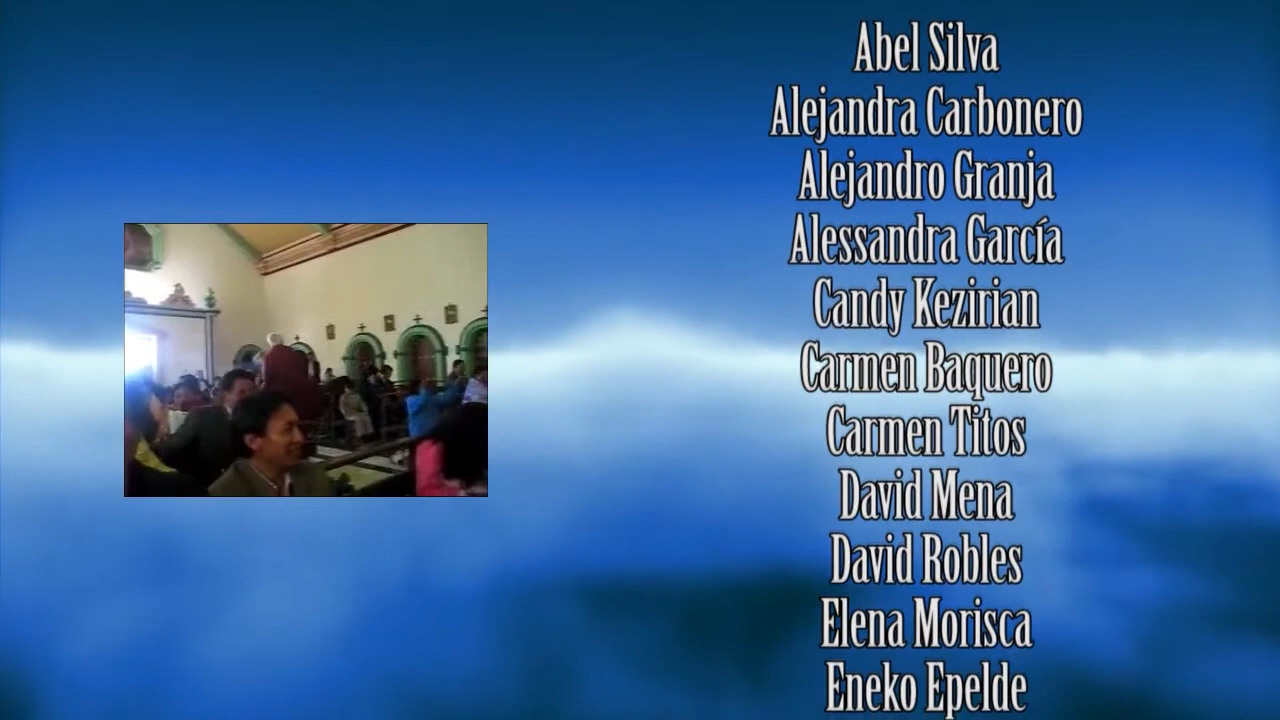 Abel Silva
Alejandra Carbonero
Alejandro Granja
Alessandra García
Candy Kezirian
Carmen Baquero
Carmen Titos
David Mena
David Robles
Elena Morisca
Eneko Epelde